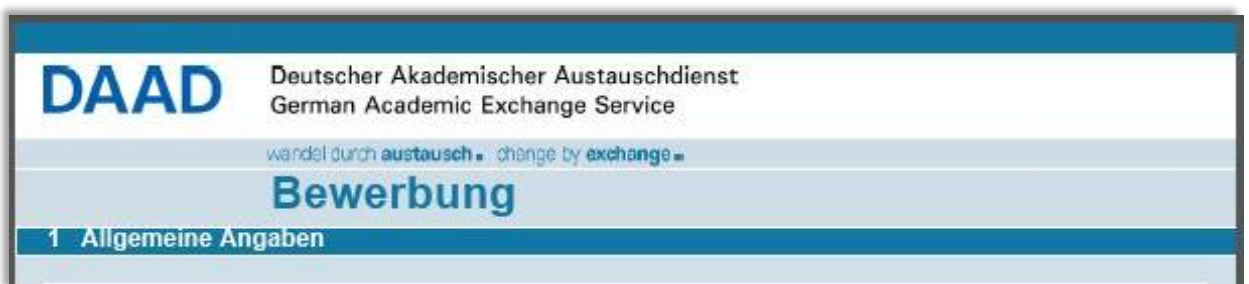 DAAD
Deutscher Akademischer Austauschdienst
German Academic Exchange Service
wandel durch austausch. change by exchange.
Bewerbung
1 Allgemeine Angaben